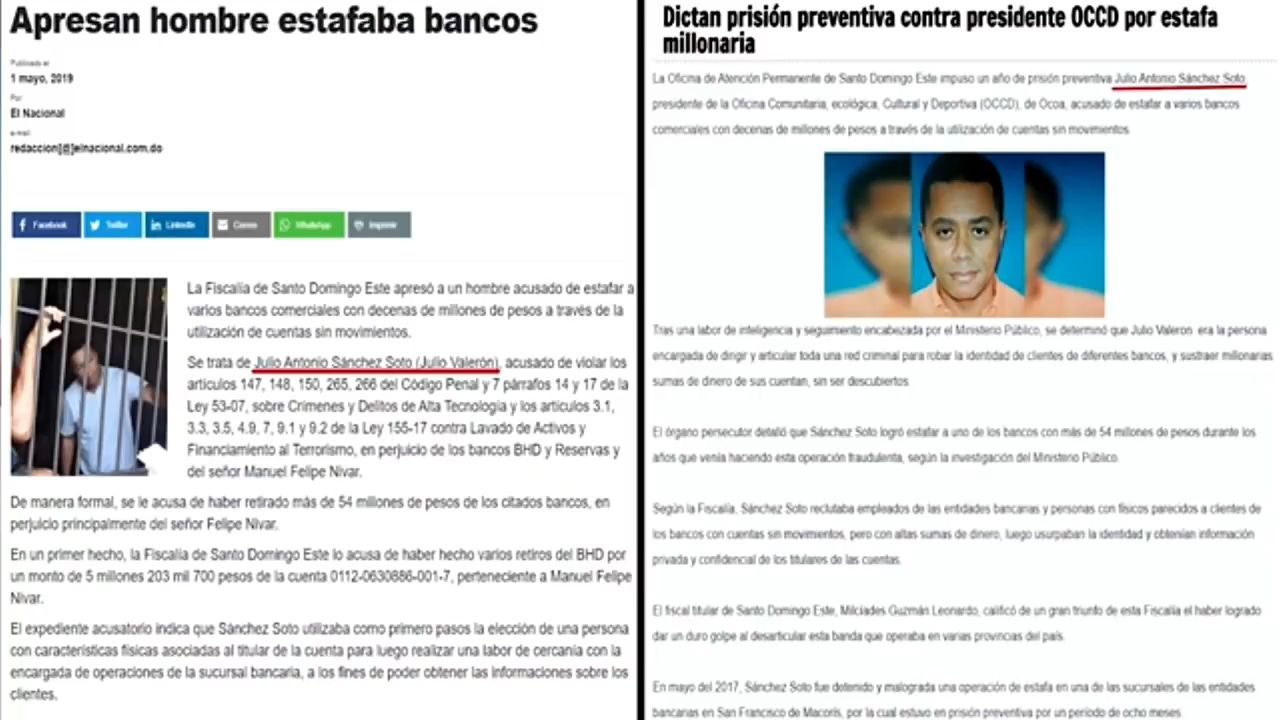 Apresan hombre estafaba bancos
Publicado el:
1 mayo, 2019
Por:
El Nacional
e-mail:
redaccion[@]elnacional.com.do
Facebook
Twitter
LinkedIn
Correo
WhatsApp
Imprimir
La Fiscalía de Santo Domingo Este apresó a un hombre acusado de estafar a
varios bancos comerciales con decenas de millones de pesos a través de la
utilización de cuentas sin movimientos.
Se trata de Julio Antonio Sánchez Soto (Julio Valerón), acusado de violar los
artículos 147, 148, 150, 265, 266 del Código Penal y 7 párrafos 14 y 17 de la
Ley 53-07, sobre Crímenes y Delitos de Alta Tecnología y los artículos 3.1,
3.3, 3.5, 4.9, 7, 9.1 y 9.2 de la Ley 155-17 contra Lavado de Activos y
Financiamiento al Terrorismo, en perjuicio de los bancos BHD y Reservas y
del señor Manuel Felipe Nivar.
De manera formal, se le acusa de haber retirado más de 54 millones de pesos de los citados bancos, en
perjuicio principalmente del señor Felipe Nivar.
En un primer hecho, la Fiscalía de Santo Domingo Este lo acusa de haber hecho varios retiros del BHD por
un monto de 5 millones 203 mil 700 pesos de la cuenta 0112-0630886-001-7, perteneciente a Manuel Felipe
Nivar.
El expediente acusatorio indica que Sánchez Soto utilizaba como primero pasos la elección de una persona
con características físicas asociadas al titular de la cuenta para luego realizar una labor de cercanía con la
encargada de operaciones de la sucursal bancaria, a los fines de poder obtener las informaciones sobre los
clientes.
Dictan prisión preventiva contra presidente OCCD por estafa
millonaria
La Oficina de Atención Permanente de Santo Domingo Este impuso un año de prisión preventiva Julio Antonio Sánchez Soto
presidente de la Oficina Comunitaria, ecológica, Cultural y Deportiva (OCCD), de Ocoa, acusado de estafar a varios bancos
comerciales con decenas de millones de pesos a través de la utilización de cuentas sin movimientos.
Tras una labor de inteligencia y seguimiento encabezada por el Ministerio Público, se determinó que Julio Valeron era la persona
encargada de dirigir y articular toda una red criminal para robar la identidad de clientes de diferentes bancos, y sustraer millonarias
sumas de dinero de sus cuentan, sin ser descubiertos.
El órgano persecutor detalló que Sánchez Soto logró estafar a uno de los bancos con más de 54 millones de pesos durante los
años que venía haciendo esta operación fraudulenta, según la investigación del Ministerio Público.
Según la Fiscalía, Sánchez Soto reclutaba empleados de las entidades bancarias y personas con físicos parecidos a clientes de
los bancos con cuentas sin movimientos, pero con altas sumas de dinero, luego usurpaban la identidad y obtenían información
privada y confidencial de los titulares de las cuentas.
El fiscal titular de Santo Domingo Este, Milcíades Guzmán Leonardo, calificó de un gran triunfo de esta Fiscalía el haber logrado
dar un duro golpe al desarticular esta banda que operaba en varias provincias del país.
En mayo del 2017, Sánchez Soto fue detenido y malograda una operación de estafa en una de las sucursales de las entidades
bancarias en San Francisco de Macorís, por la cual estuvo en prisión preventiva por un período de ocho meses.